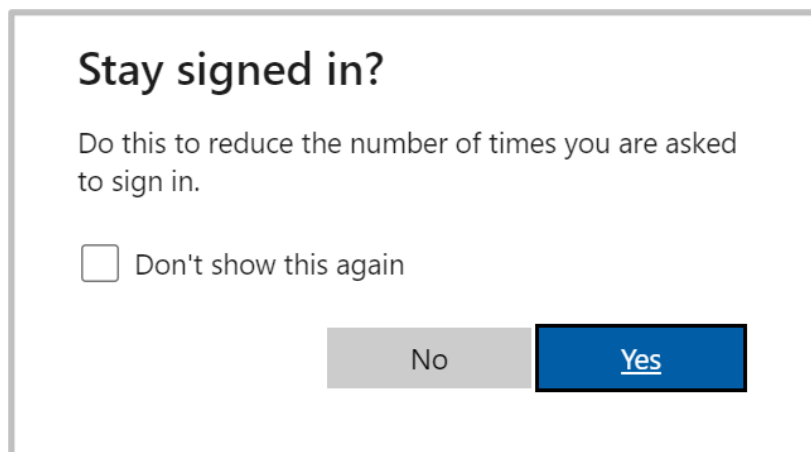 Stay signed in?
Do this to reduce the number of times you are asked
to sign in.
Don't show this again
No
Yes